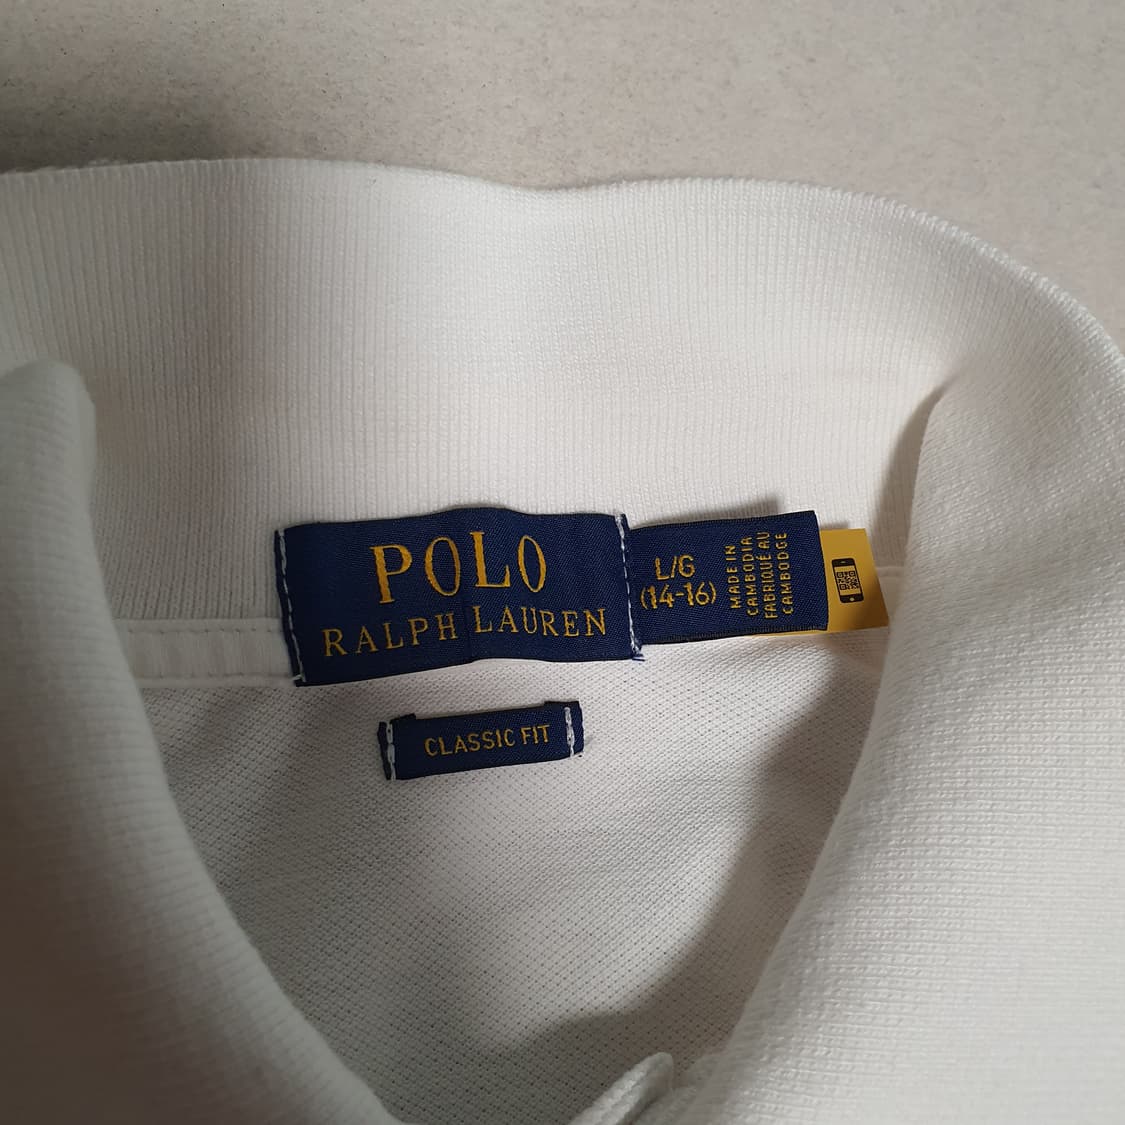 POLO
RALPH LAUREN
L/G
(14-16)
MADE IN
CAMBODIA
FABRIQUÉ AU
CAMBODGE
CLASSIC FIT